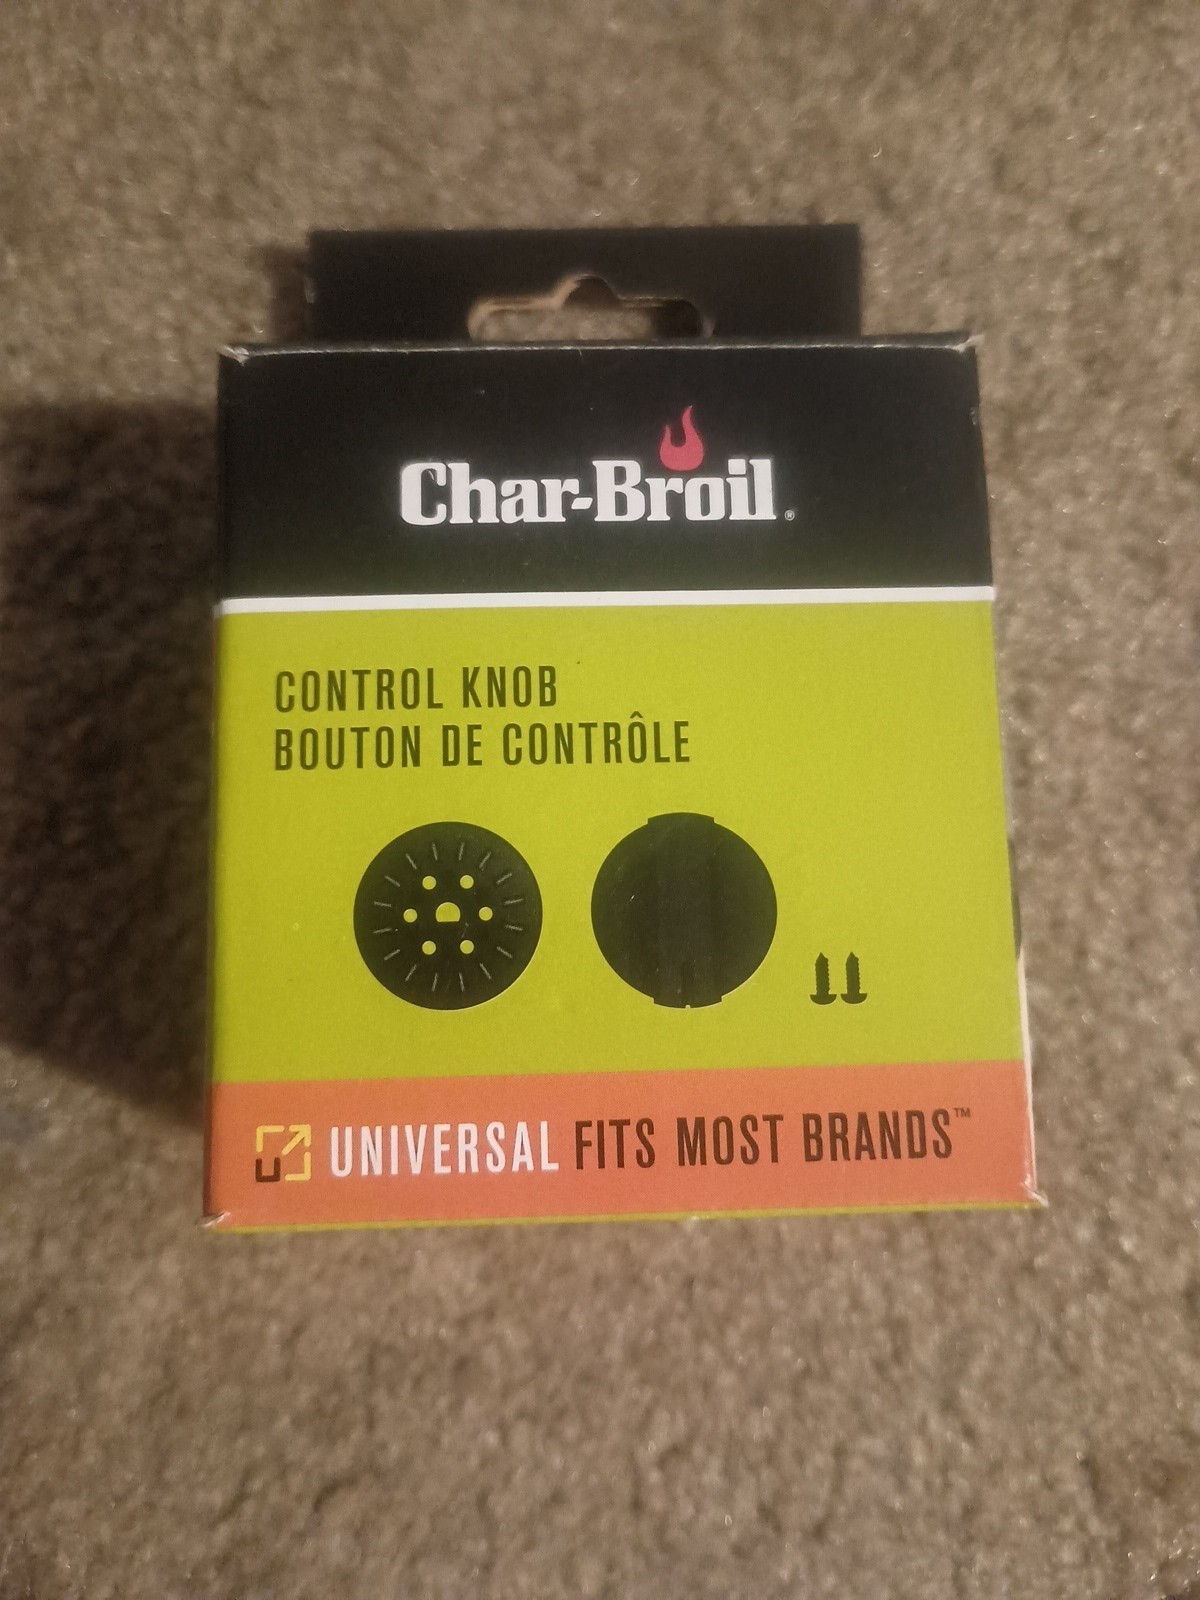 Char-Broil®
CONTROL KNOB
BOUTON DE CONTRÔLE
UNIVERSAL FITS MOST BRANDS™